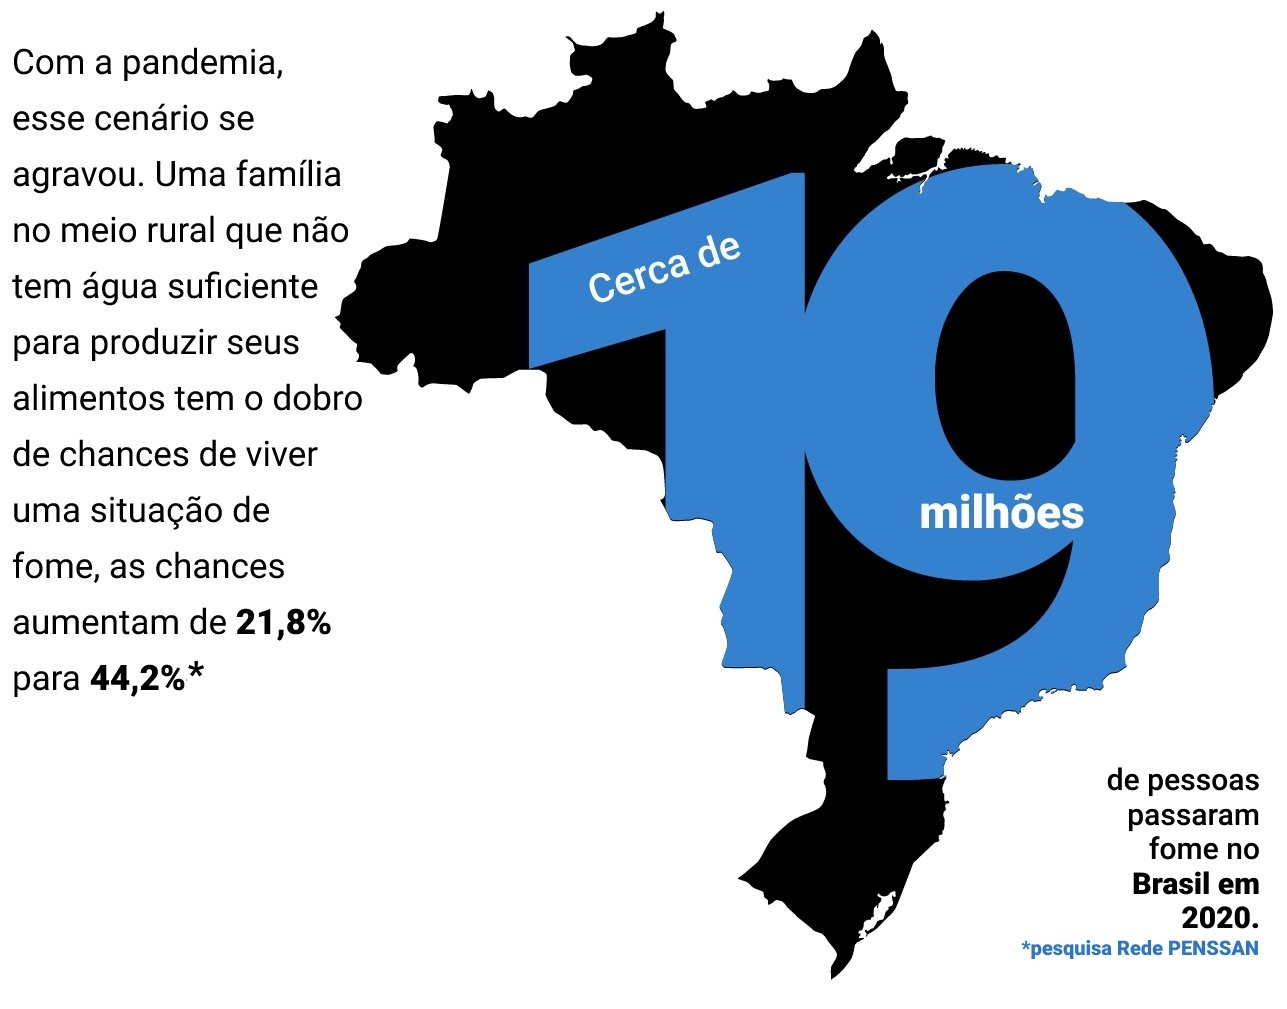 Com a pandemia,
esse cenário se
agravou. Uma família
no meio rural que não
tem água suficiente
para produzir seus
alimentos tem o dobro
de chances de viver
uma situação de
fome, as chances
aumentam de 21,8%
para 44,2%*
Cerca de
19
milhões
de pessoas
passaram
fome no
Brasil em
2020.
*pesquisa Rede PENSSAN